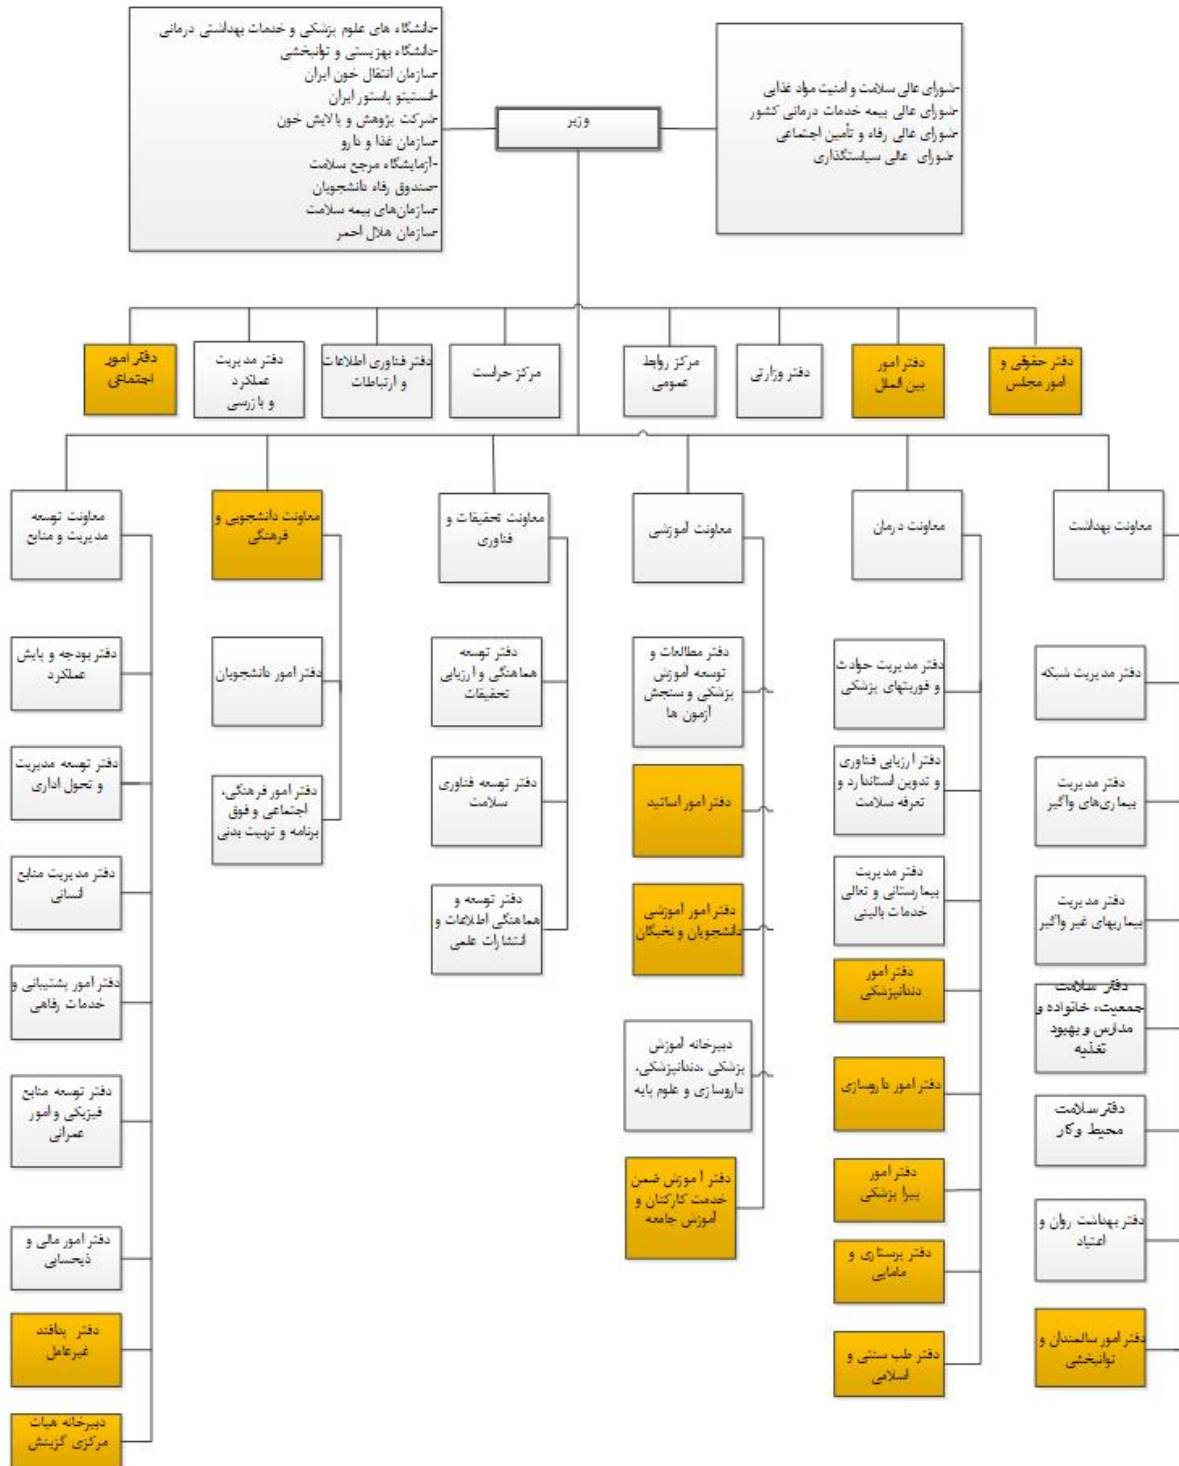 -دانشگاه های علوم پزشکی و خدمات بهداشتی درمانی
-دانشگاه بهزیستی و توانبخشی
-سازمان انتقال خون ایران
-انستیتو پاستور ایران
-شرکت پژوهش و پالایش خون
-سازمان غذا و دارو
-آزمایشگاه مرجع سلامت
-صندوق رفاه دانشجویان
-سازمان‌های بیمه سلامت
-سازمان هلال احمر
وزیر
-شورای عالی سلامت و امنیت مواد غذایی
-شورای عالی بیمه خدمات درمانی کشور
-شورای عالی رفاه و تأمین اجتماعی
-شورای عالی سیاستگذاری
دفتر حقوقی و
امور مجلس
دفتر امور
بین الملل
دفتر وزارتی
مرکز روابط
عمومی
مرکز حراست
دفتر فناوری اطلاعات
و ارتباطات
دفتر مدیریت
عملکرد
و بازرسی
دفتر امور
اجتماعی
معاونت بهداشت
دفتر مدیریت شبکه
دفتر مدیریت
بیماری‌های واگیر
دفتر مدیریت
بیماریهای غیر واگیر
دفتر سلامت
جمعیت، خانواده و
مدارس و بهبود
تغذیه
دفتر سلامت
محیط وکار
دفتر بهداشت روان و
اعتیاد
دفتر امور سالمندان و
توانبخشی
معاونت درمان
دفتر مدیریت حوادث
و فوریتهای پزشکی
دفتر ارزیابی فناوری
و تدوین استاندارد و
تعرفه سلامت
دفتر مدیریت
بیمارستانی و تعالی
خدمات بالینی
دفتر امور
دندانپزشکی
دفتر امور داروسازی
دفتر امور
پیرا پزشکی
دفتر پرستاری و
مامایی
دفتر طب سنتی و
اسلامی
معاونت آموزشی
دفتر مطالعات و
توسعه آموزش
پزشکی و سنجش
آزمون ها
دفتر امور اساتید
دفتر امور آموزشی
دانشجویان و نخبگان
دبیرخانه آموزش
پزشکی ،دندانپزشکی،
داروسازی و علوم پایه
دفتر آموزش ضمن
خدمت کارکنان و
آموزش جامعه
معاونت تحقیقات و
فناوری
دفتر توسعه
هماهنگی و ارزیابی
تحقیقات
دفتر توسعه فناوری
سلامت
دفتر توسعه و
هماهنگی اطلاعات و
انتشارات علمی
معاونت دانشجویی و
فرهنگی
دفتر امور دانشجویان
دفتر امور فرهنگی،
اجتماعی و فوق
برنامه و تربیت بدنی
معاونت توسعه
مدیریت و منابع
دفتر بودجه و پایش
عملکرد
دفتر توسعه مدیریت
و تحول اداری
دفتر مدیریت منابع
انسانی
دفتر امور پشتیبانی و
خدمات رفاهی
دفتر توسعه منابع
فیزیکی و امور
عمرانی
دفتر امور مالی و
ذیحسابی
دفتر پدافند
غیرعامل
دبیرخانه هیات
مرکزی گزینش